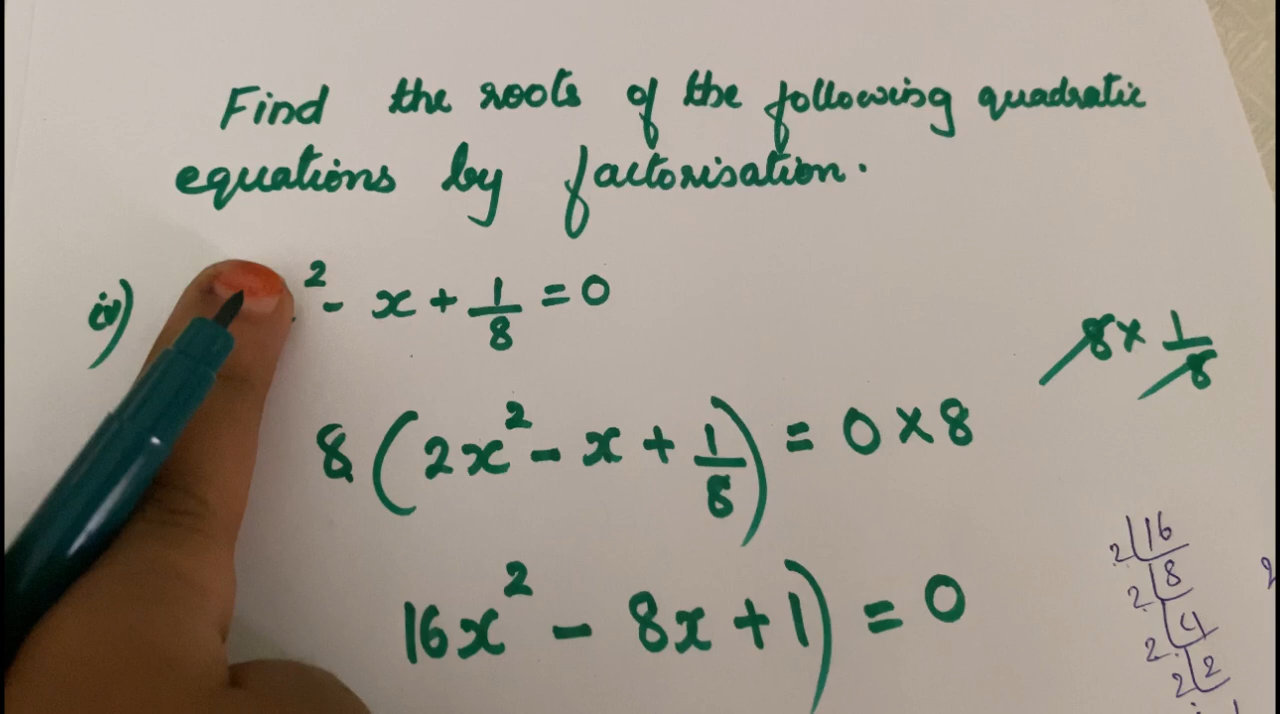 Find the roots of the following quadratic
equations by factorisation.
iv) ² - x + 1/8 = 0
8 × 1/8
8 ( 2x² - x + 1/8 ) = 0 × 8
16x² - 8x + 1) = 0
2 | 16
2 | 8
2 | 4
2 | 2